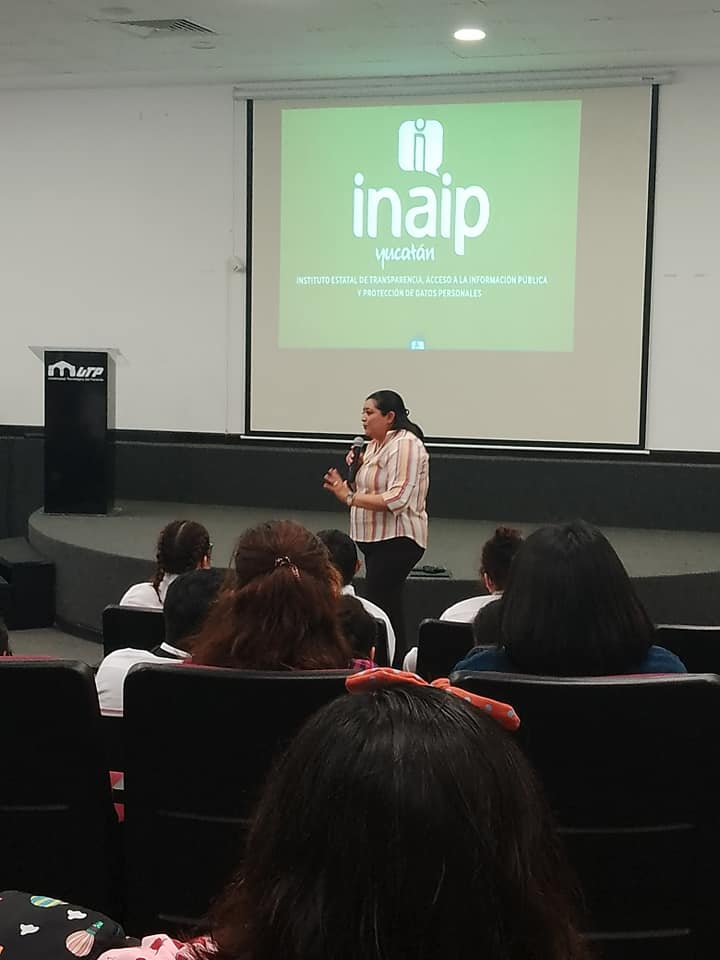 inaip
yucatán
INSTITUTO ESTATAL DE TRANSPARENCIA, ACCESO A LA INFORMACIÓN PÚBLICA
Y PROTECCIÓN DE DATOS PERSONALES
UTP